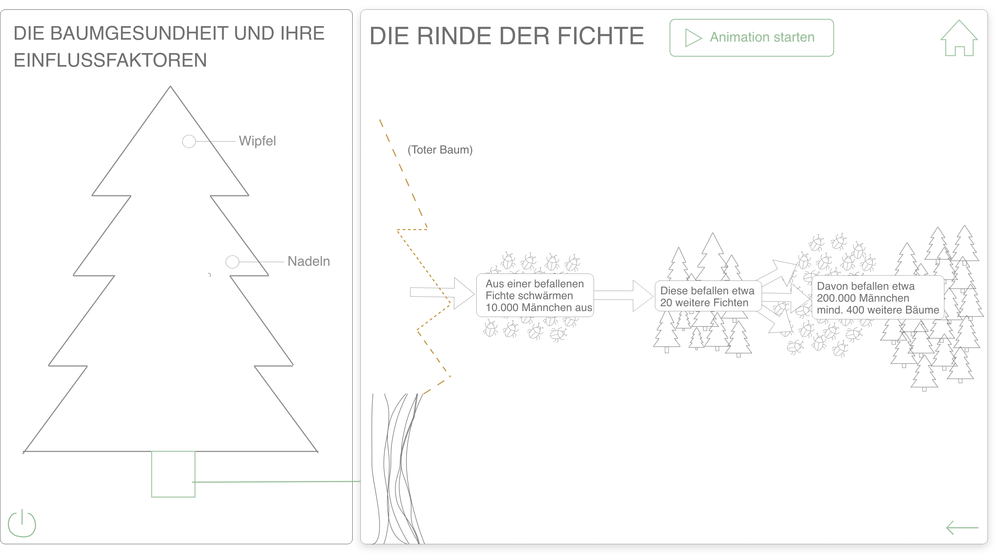 DIE BAUMGESUNDHEIT UND IHRE
EINFLUSSFAKTOREN
Wipfel
Nadeln
DIE RINDE DER FICHTE
Animation starten
(Toter Baum)
Aus einer befallenen
Fichte schwärmen
10.000 Männchen aus
Diese befallen etwa
20 weitere Fichten
Davon befallen etwa
200.000 Männchen
mind. 400 weitere Bäume